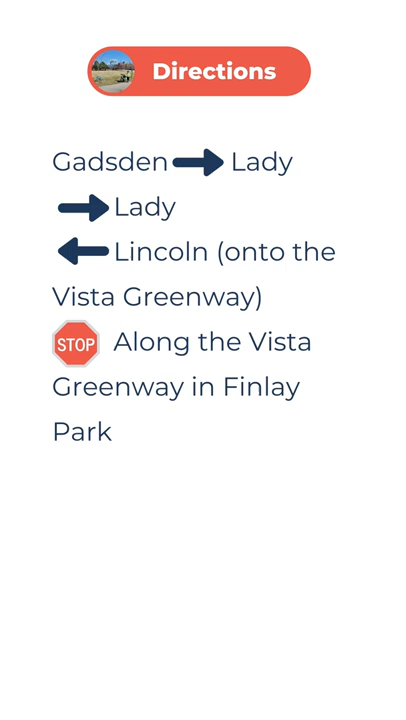 Directions
Gadsden → Lady
→ Lady
← Lincoln (onto the
Vista Greenway)
STOP Along the Vista
Greenway in Finlay
Park